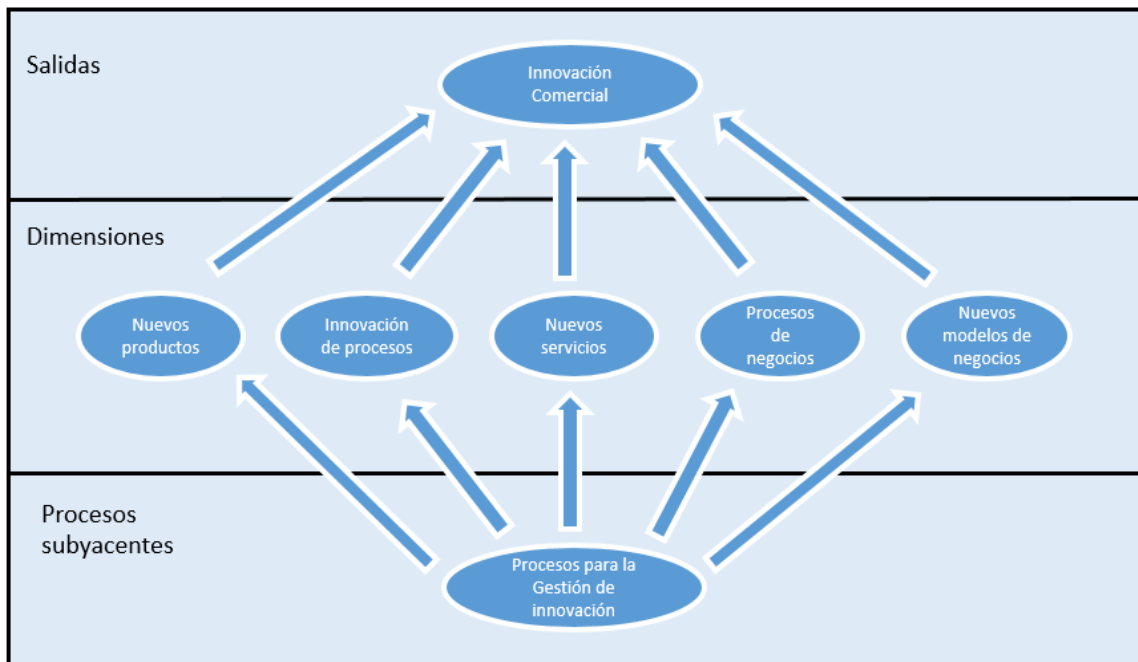 Salidas
Innovación
Comercial
Dimensiones
Nuevos
productos
Innovación
de procesos
Nuevos
servicios
Procesos
de
negocios
Nuevos
modelos de
negocios
Procesos
subyacentes
Procesos para la
Gestión de
innovación